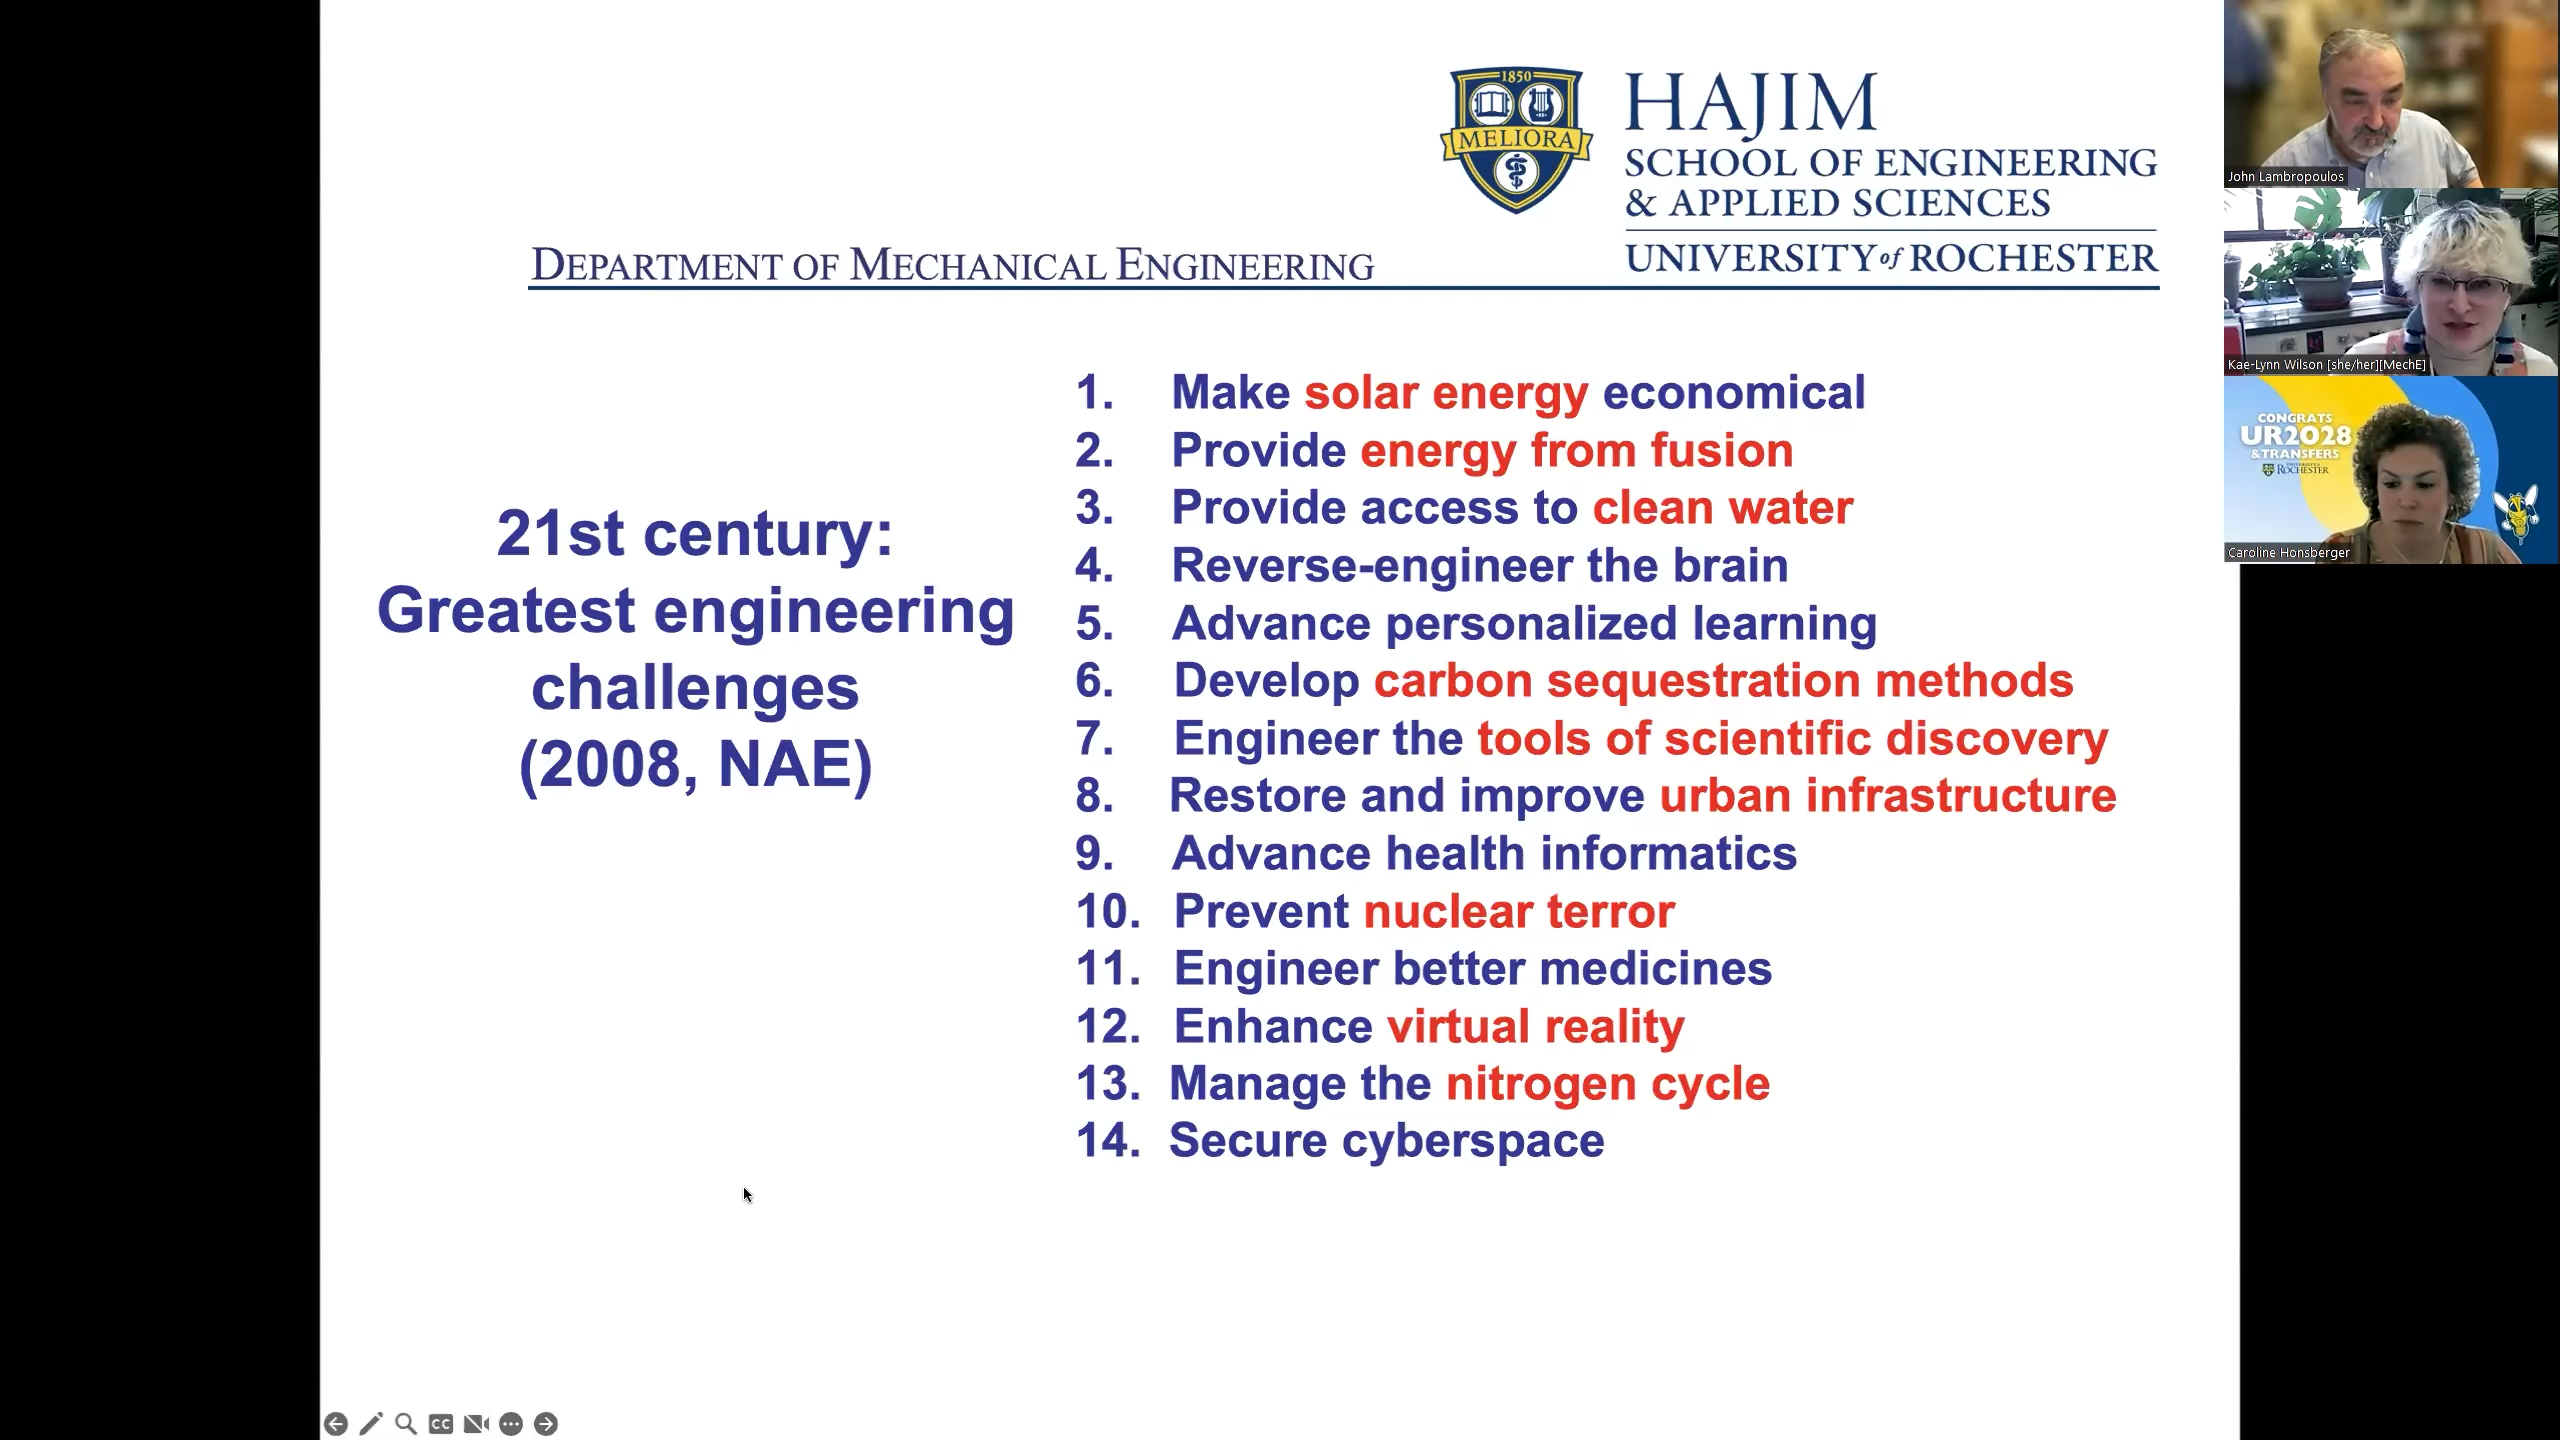 1850
MELIORA
HAJIM
SCHOOL OF ENGINEERING
& APPLIED SCIENCES
UNIVERSITY of ROCHESTER
DEPARTMENT OF MECHANICAL ENGINEERING
21st century:
Greatest engineering
challenges
(2008, NAE)
1. Make solar energy economical
2. Provide energy from fusion
3. Provide access to clean water
4. Reverse-engineer the brain
5. Advance personalized learning
6. Develop carbon sequestration methods
7. Engineer the tools of scientific discovery
8. Restore and improve urban infrastructure
9. Advance health informatics
10. Prevent nuclear terror
11. Engineer better medicines
12. Enhance virtual reality
13. Manage the nitrogen cycle
14. Secure cyberspace
John Lambropoulos
Kae-Lynn Wilson [she/her][MechE]
CONGRATS
UR2028
& TRANSFERS
UNIVERSITY of
ROCHESTER
Caroline Honsberger
CC